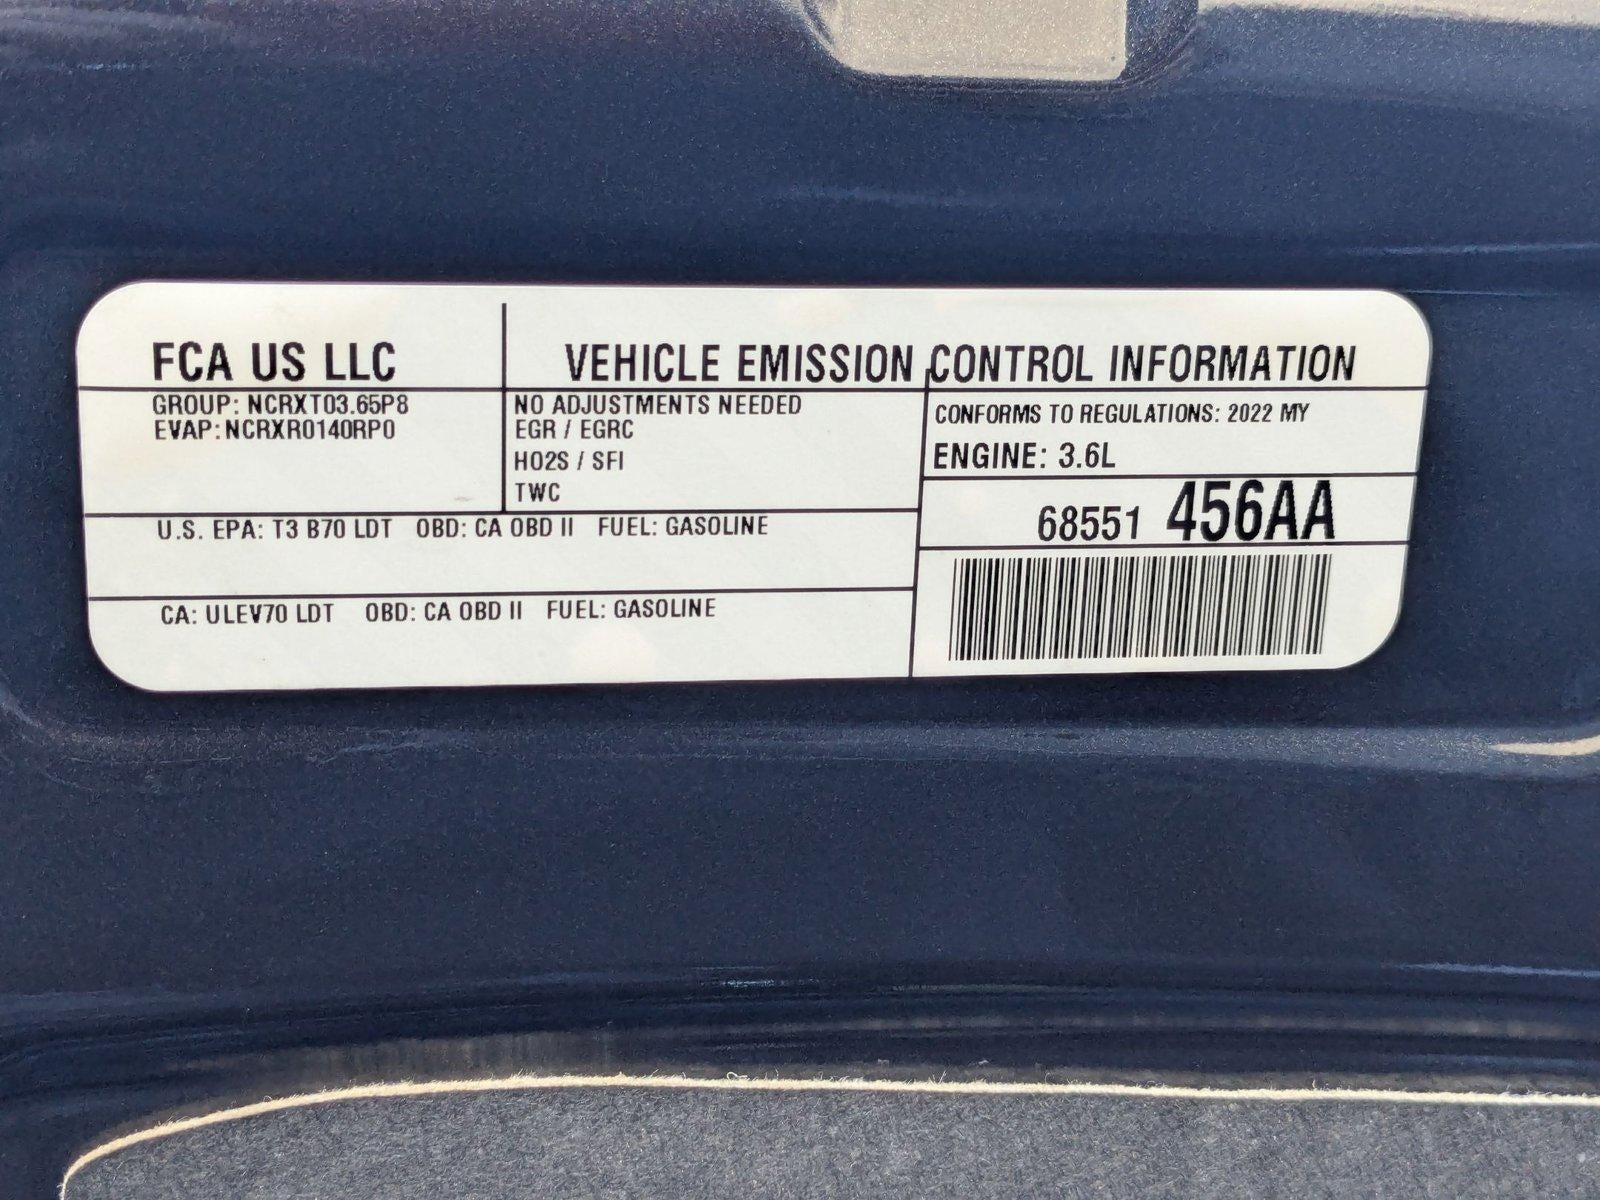 FCA US LLC
VEHICLE EMISSION CONTROL INFORMATION
GROUP: NCRXT03.65P8
EVAP:NCRXR0140RP0
NO ADJUSTMENTS NEEDED
EGR / EGRC
HO2S / SFI
TWC
CONFORMS TO REGULATIONS: 2022 MY
ENGINE: 3.6L
68551 456AA
U.S. EPA: T3 B70 LDT OBD: CA OBD II FUEL: GASOLINE
CA: ULEV70 LDT OBD: CA OBD II FUEL: GASOLINE